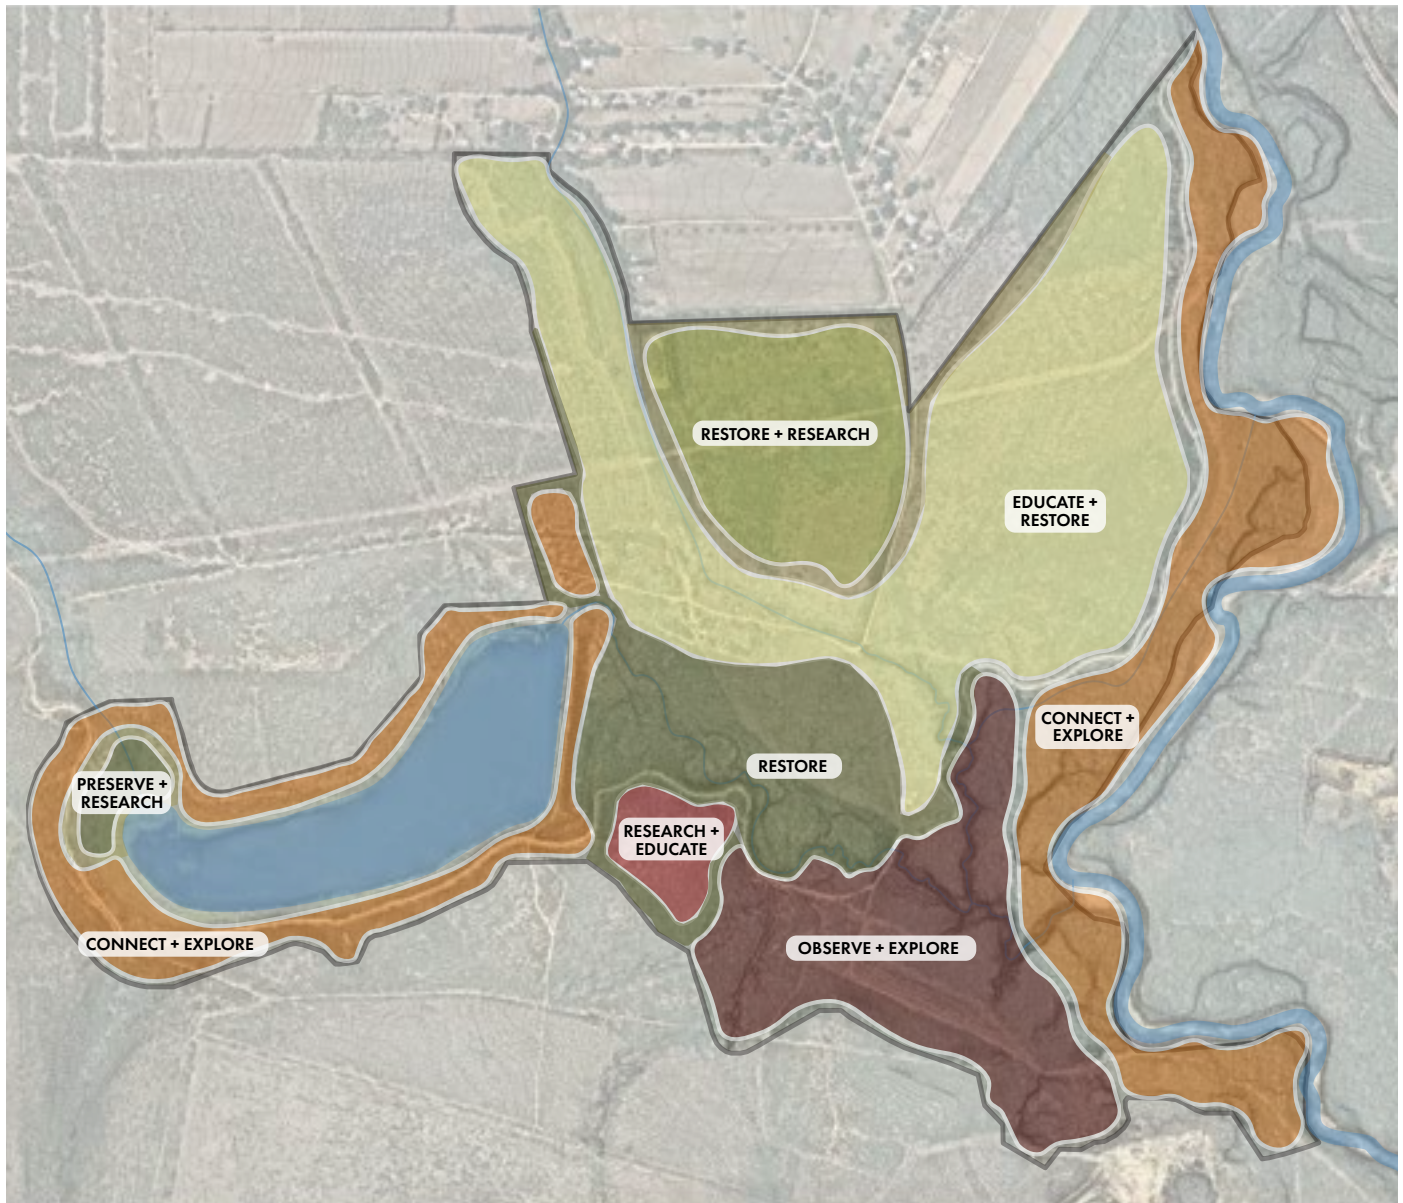 RESTORE + RESEARCH
EDUCATE +
RESTORE
CONNECT +
EXPLORE
RESTORE
PRESERVE +
RESEARCH
RESEARCH +
EDUCATE
CONNECT + EXPLORE
OBSERVE + EXPLORE